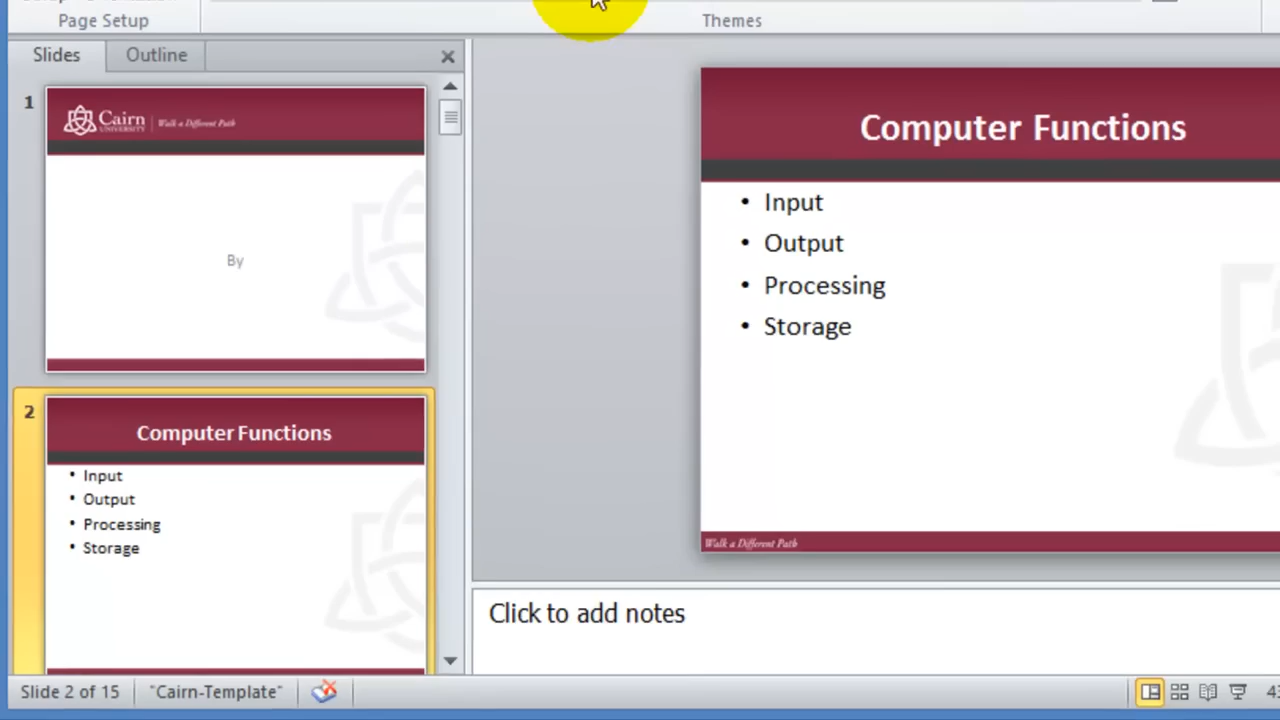 Page Setup
Themes
Slides
Outline
1
Cairn
UNIVERSITY
Walk a Different Path
By
2
Computer Functions
• Input
• Output
• Processing
• Storage
Computer Functions
• Input
• Output
• Processing
• Storage
Walk a Different Path
Click to add notes
Slide 2 of 15
"Cairn-Template"